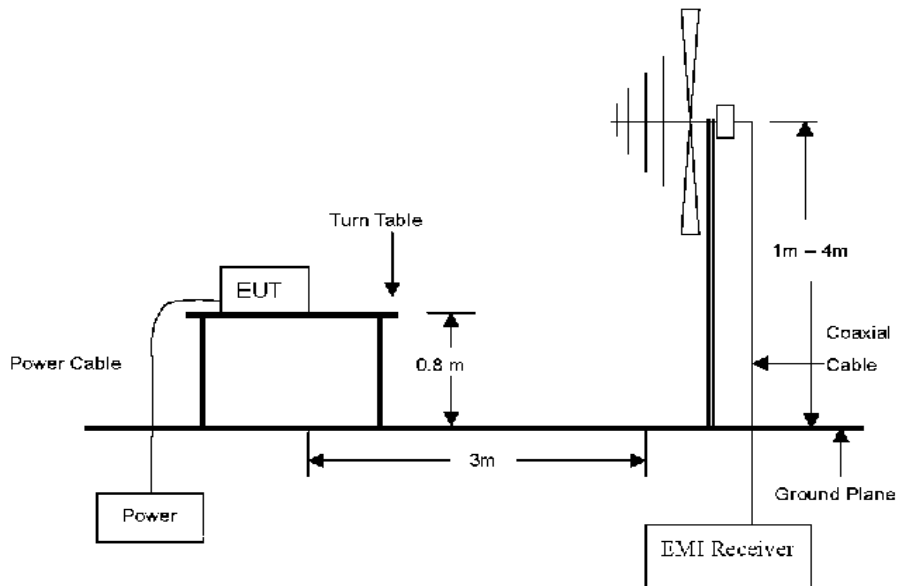 Turn Table
1m – 4m
EUT
Coaxial
Cable
Power Cable
0.8 m
3m
Ground Plane
Power
EMI Receiver